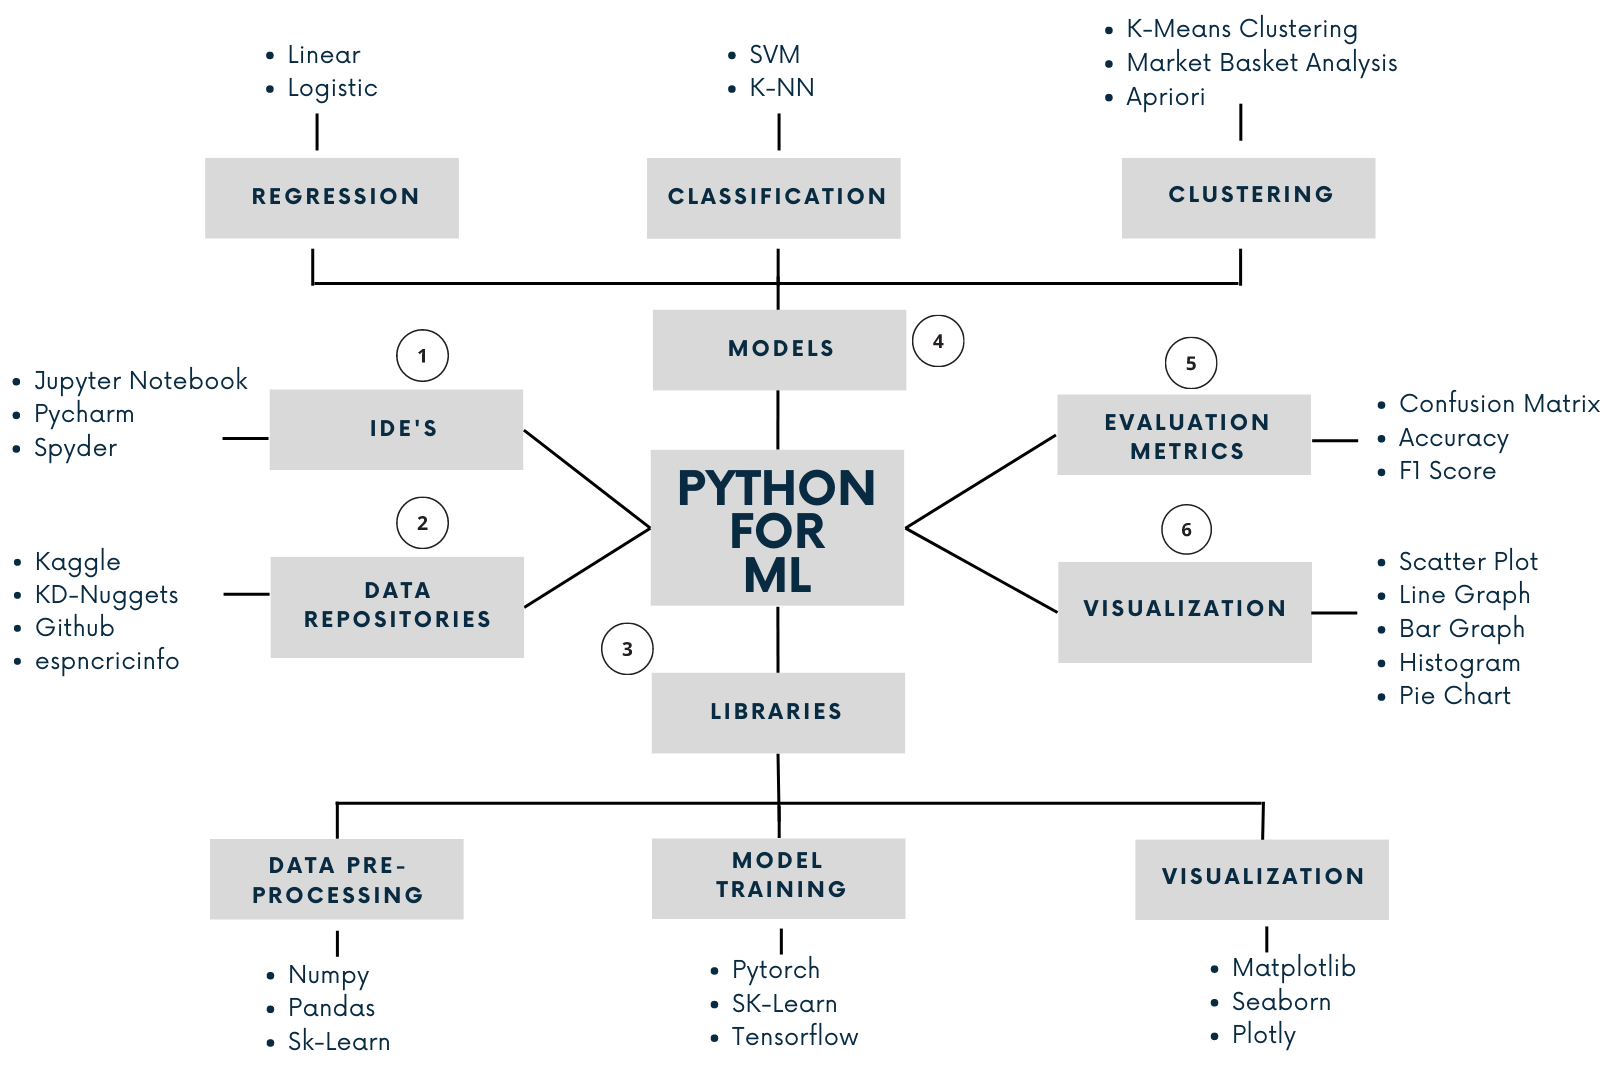 • Linear
• Logistic
• SVM
• K-NN
• K-Means Clustering
• Market Basket Analysis
• Apriori
REGRESSION
CLASSIFICATION
CLUSTERING
MODELS
4
1
• Jupyter Notebook
• Pycharm
• Spyder
IDE'S
5
EVALUATION
METRICS
• Confusion Matrix
• Accuracy
• F1 Score
PYTHON
FOR
ML
2
• Kaggle
• KD-Nuggets
• Github
• espncricinfo
DATA
REPOSITORIES
6
VISUALIZATION
• Scatter Plot
• Line Graph
• Bar Graph
• Histogram
• Pie Chart
3
LIBRARIES
DATA PRE-
PROCESSING
MODEL
TRAINING
VISUALIZATION
• Numpy
• Pandas
• Sk-Learn
• Pytorch
• SK-Learn
• Tensorflow
• Matplotlib
• Seaborn
• Plotly